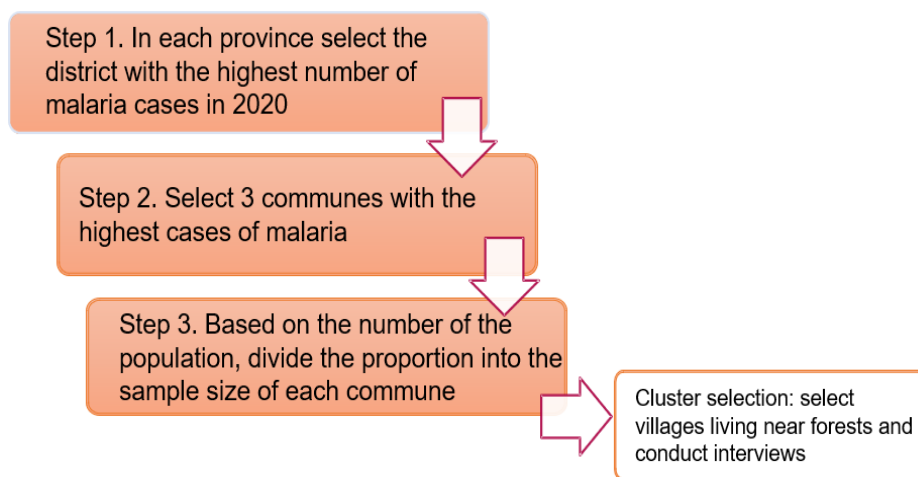 Step 1. In each province select the
district with the highest number of
malaria cases in 2020
Step 2. Select 3 communes with the
highest cases of malaria
Step 3. Based on the number of the
population, divide the proportion into the
sample size of each commune
Cluster selection: select
villages living near forests and
conduct interviews